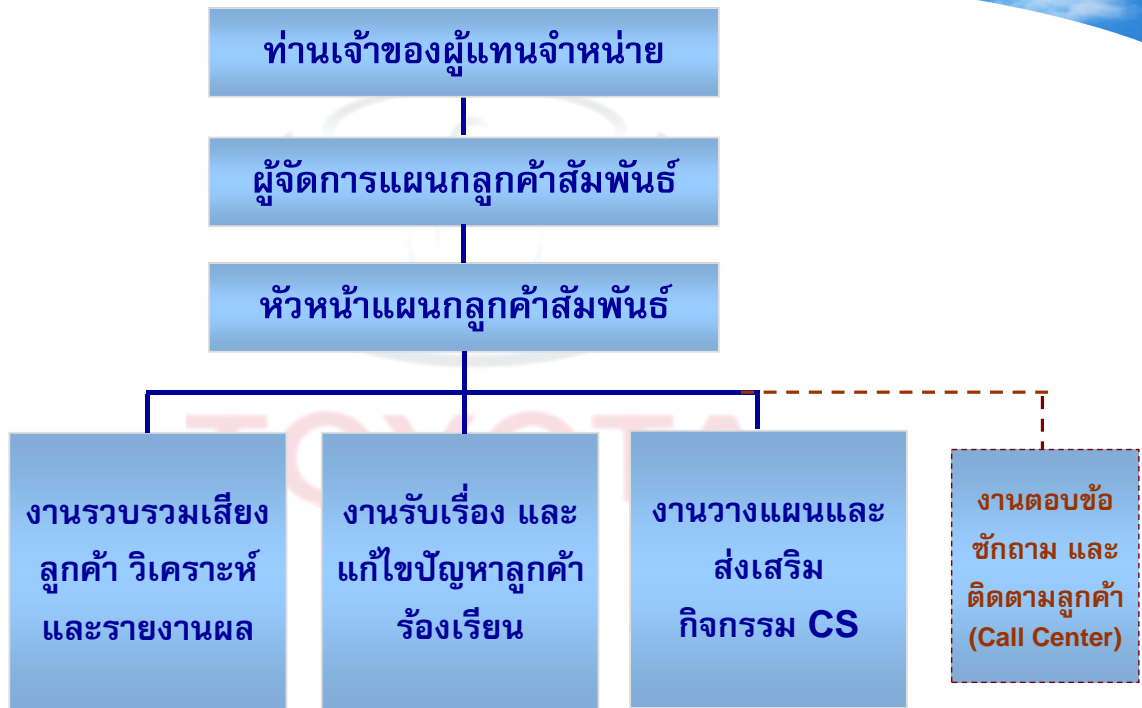 ท่านเจ้าของผู้แทนจำหน่าย
ผู้จัดการแผนกลูกค้าสัมพันธ์
หัวหน้าแผนกลูกค้าสัมพันธ์
TOYOTA
งานรวบรวมเสียง
ลูกค้า วิเคราะห์
และรายงานผล
งานรับเรื่อง และ
แก้ไขปัญหาลูกค้า
ร้องเรียน
งานวางแผนและ
ส่งเสริม
กิจกรรม CS
งานตอบข้อ
ซักถาม และ
ติดตามลูกค้า
(Call Center)